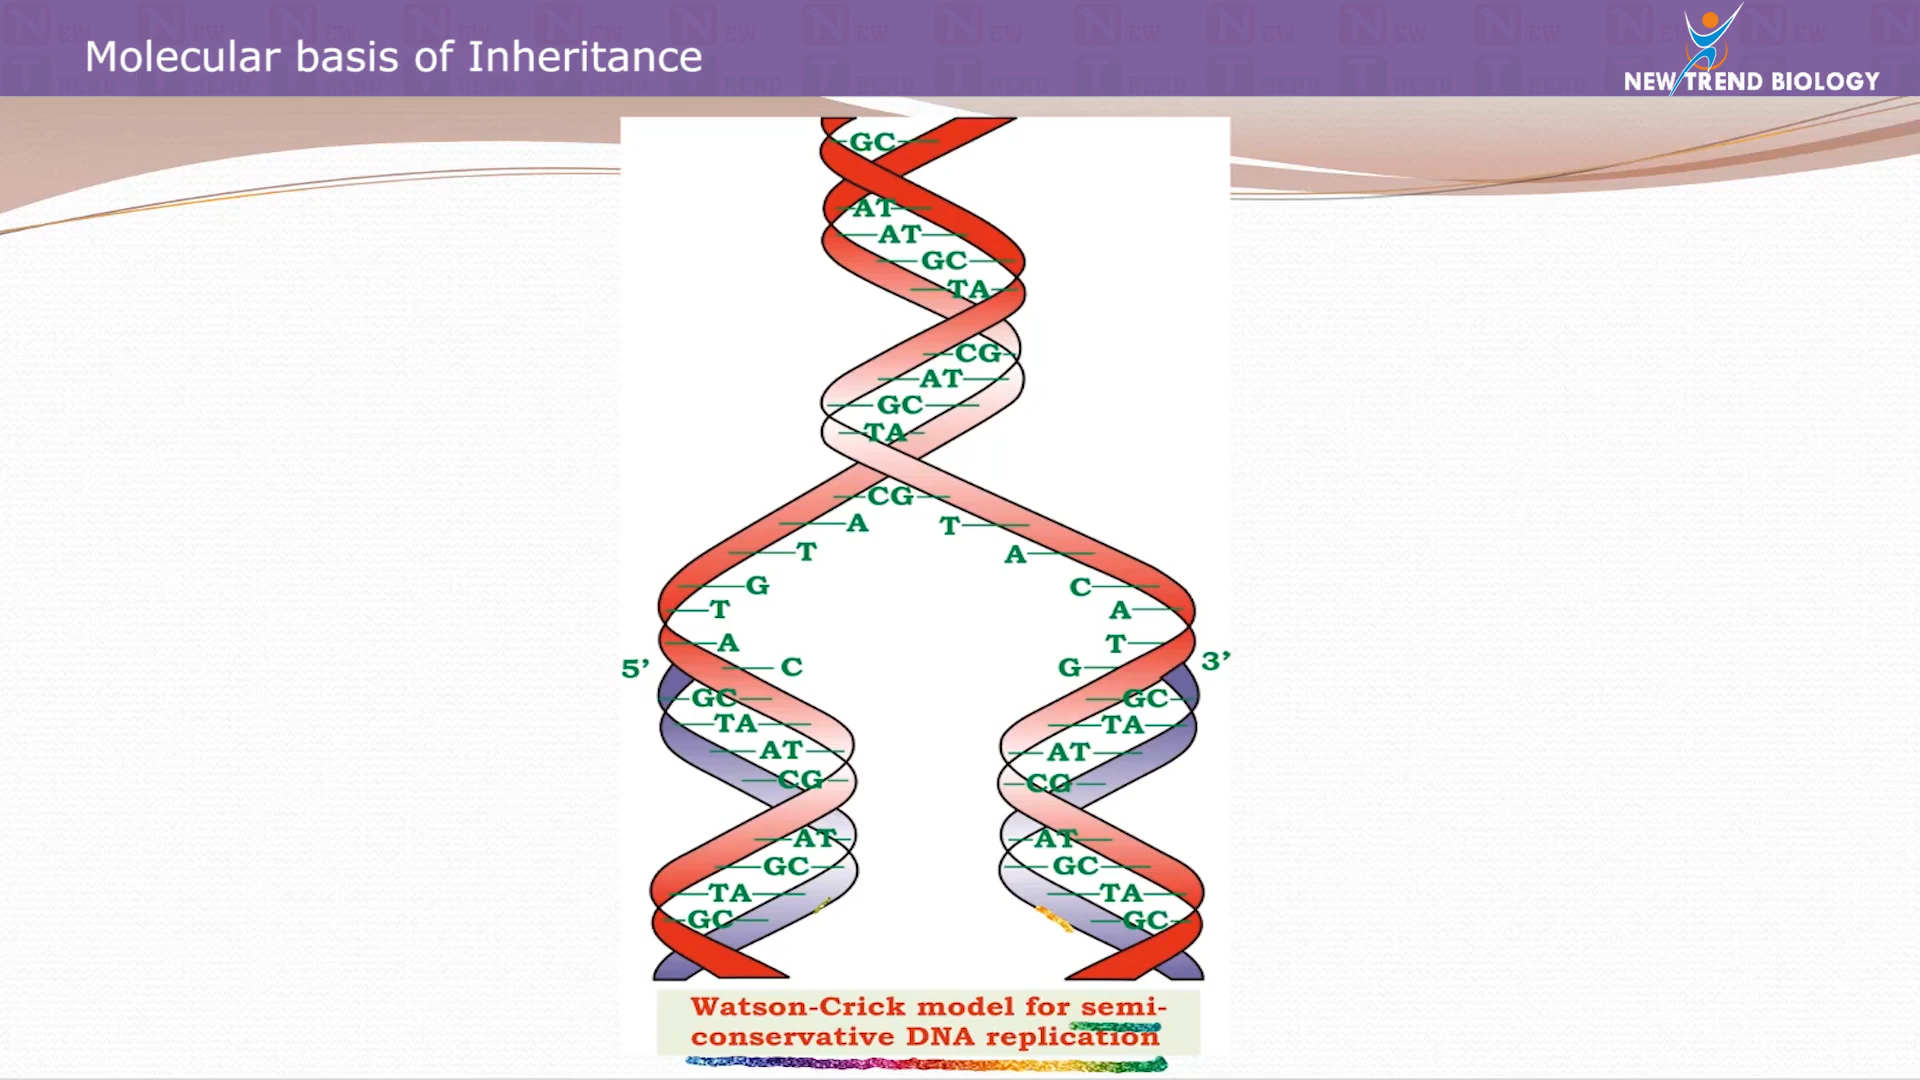 Molecular basis of Inheritance
NEW TREND BIOLOGY
GC
AT
AT
GC
TA
CG
AT
GC
TA
CG
A T
T A
G C
T A
A T
5’ C G 3’
GC GC
TA TA
AT AT
CG CG
AT AT
GC GC
TA TA
GC GC
Watson-Crick model for semi-
conservative DNA replication